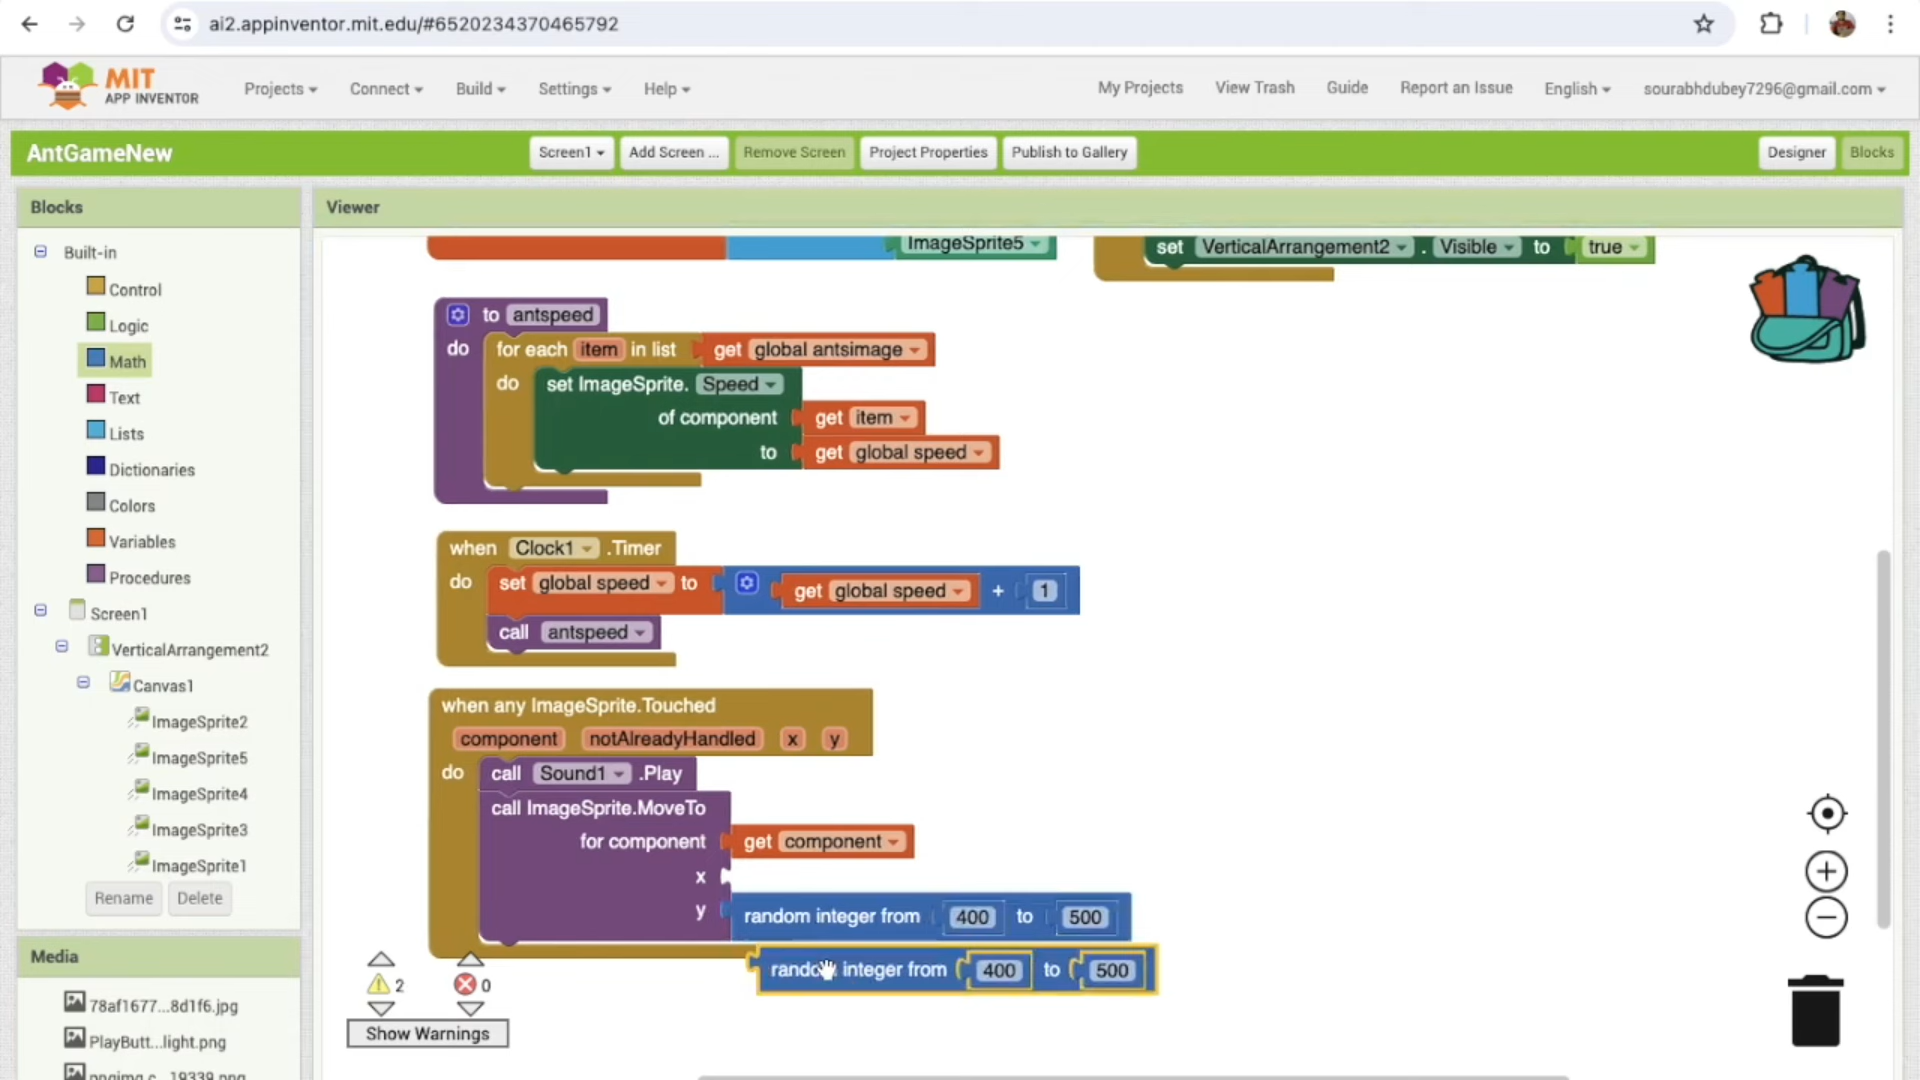 ai2.appinventor.mit.edu/#6520234370465792
MIT
APP INVENTOR
Projects
Connect
Build
Settings
Help
My Projects
View Trash
Guide
Report an Issue
English
sourabhdubey7296@gmail.com
AntGameNew
Screen1
Add Screen ...
Remove Screen
Project Properties
Publish to Gallery
Designer
Blocks
Blocks
Built-in
Control
Logic
Math
Text
Lists
Dictionaries
Colors
Variables
Procedures
Screen1
VerticalArrangement2
Canvas1
ImageSprite2
ImageSprite5
ImageSprite4
ImageSprite3
ImageSprite1
Rename
Delete
Media
78af1677...8d1f6.jpg
PlayButt...light.png
pngimg.c...19339.png
Viewer
ImageSprite5
set VerticalArrangement2 . Visible to true
to antspeed
do for each item in list get global antsimage
do set ImageSprite. Speed
of component get item
to get global speed
when Clock1 .Timer
do set global speed to get global speed + 1
call antspeed
when any ImageSprite.Touched
component notAlreadyHandled x y
do call Sound1 .Play
call ImageSprite.MoveTo
for component get component
x
y random integer from 400 to 500
random integer from 400 to 500
2
0
Show Warnings